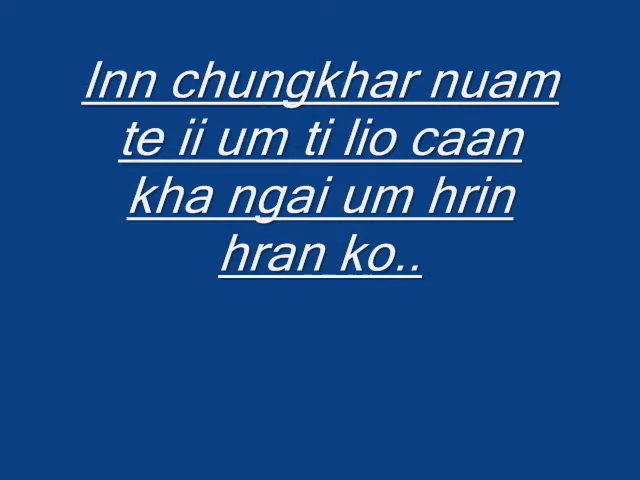 Inn chungkhar nuam
te ii um ti lio caan
kha ngai um hrin
hran ko..